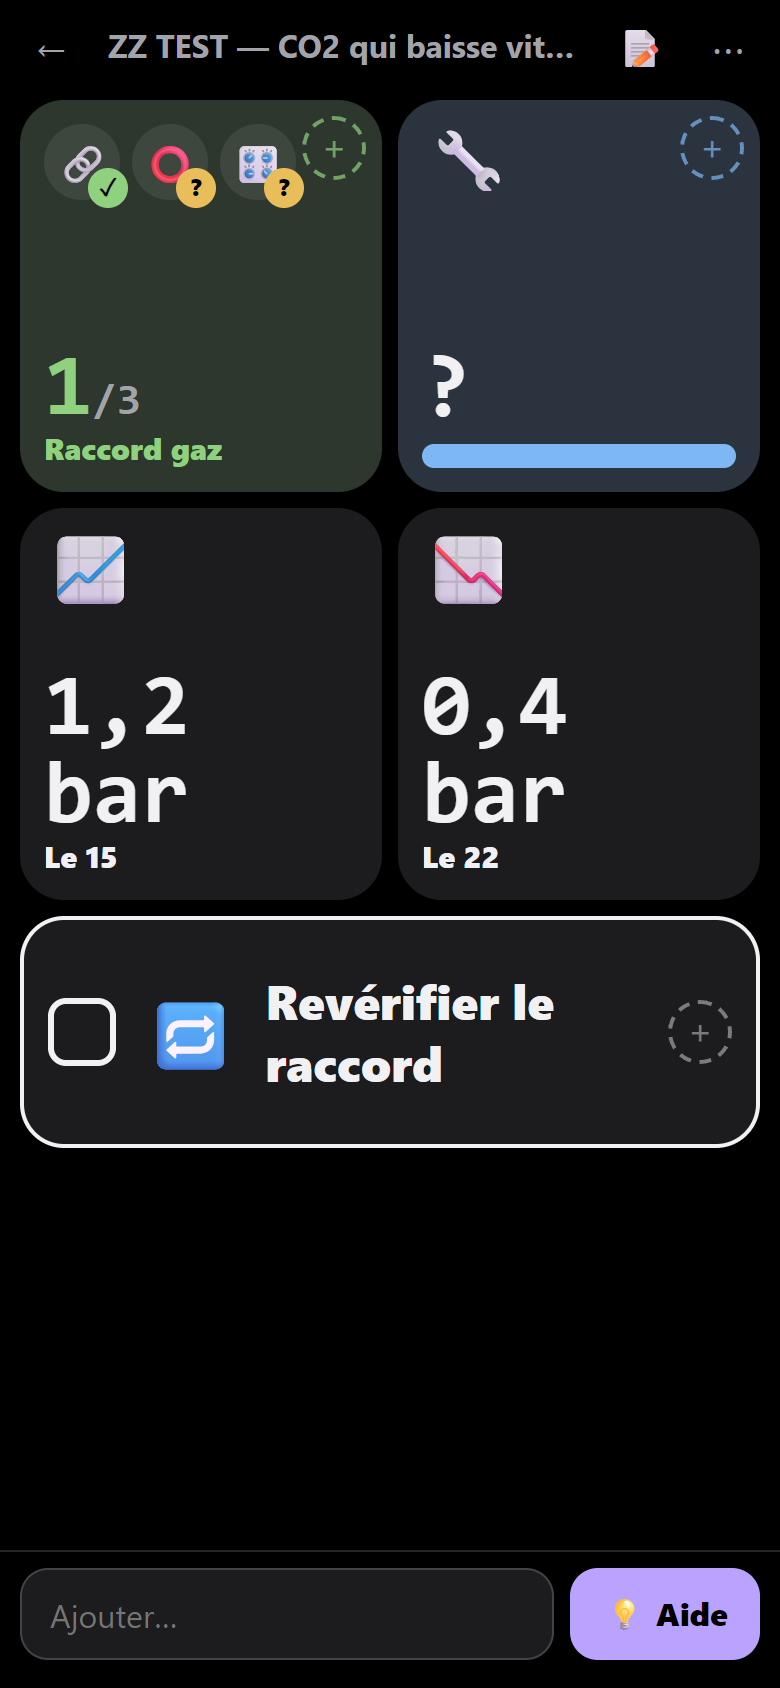 ZZ TEST — CO2 qui baisse vit...
1/3
Raccord gaz
?
1,2
bar
Le 15
0,4
bar
Le 22
Revérifier le
raccord
Ajouter...
Aide